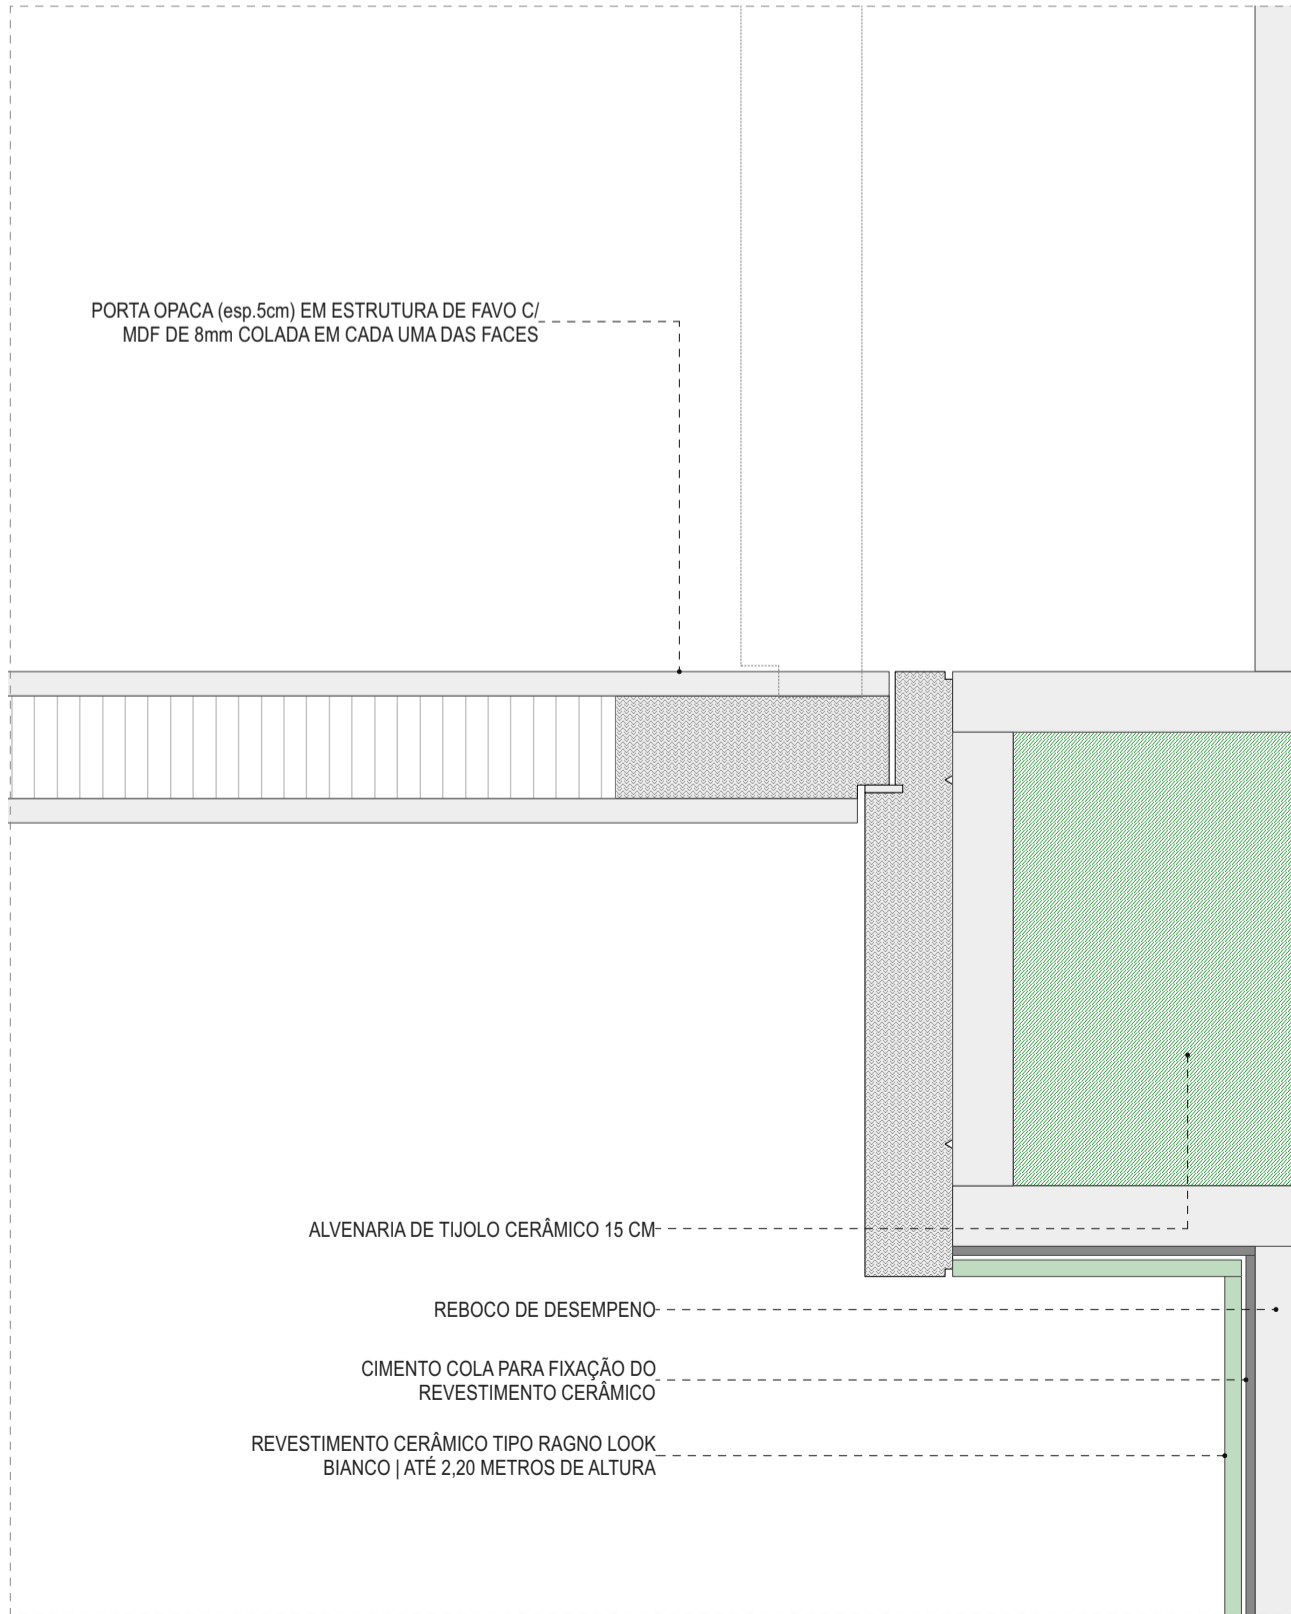 PORTA OPACA (esp.5cm) EM ESTRUTURA DE FAVO C/
MDF DE 8mm COLADA EM CADA UMA DAS FACES
ALVENARIA DE TIJOLO CERÂMICO 15 CM
REBOCO DE DESEMPENO
CIMENTO COLA PARA FIXAÇÃO DO
REVESTIMENTO CERÂMICO
REVESTIMENTO CERÂMICO TIPO RAGNO LOOK
BIANCO | ATÉ 2,20 METROS DE ALTURA